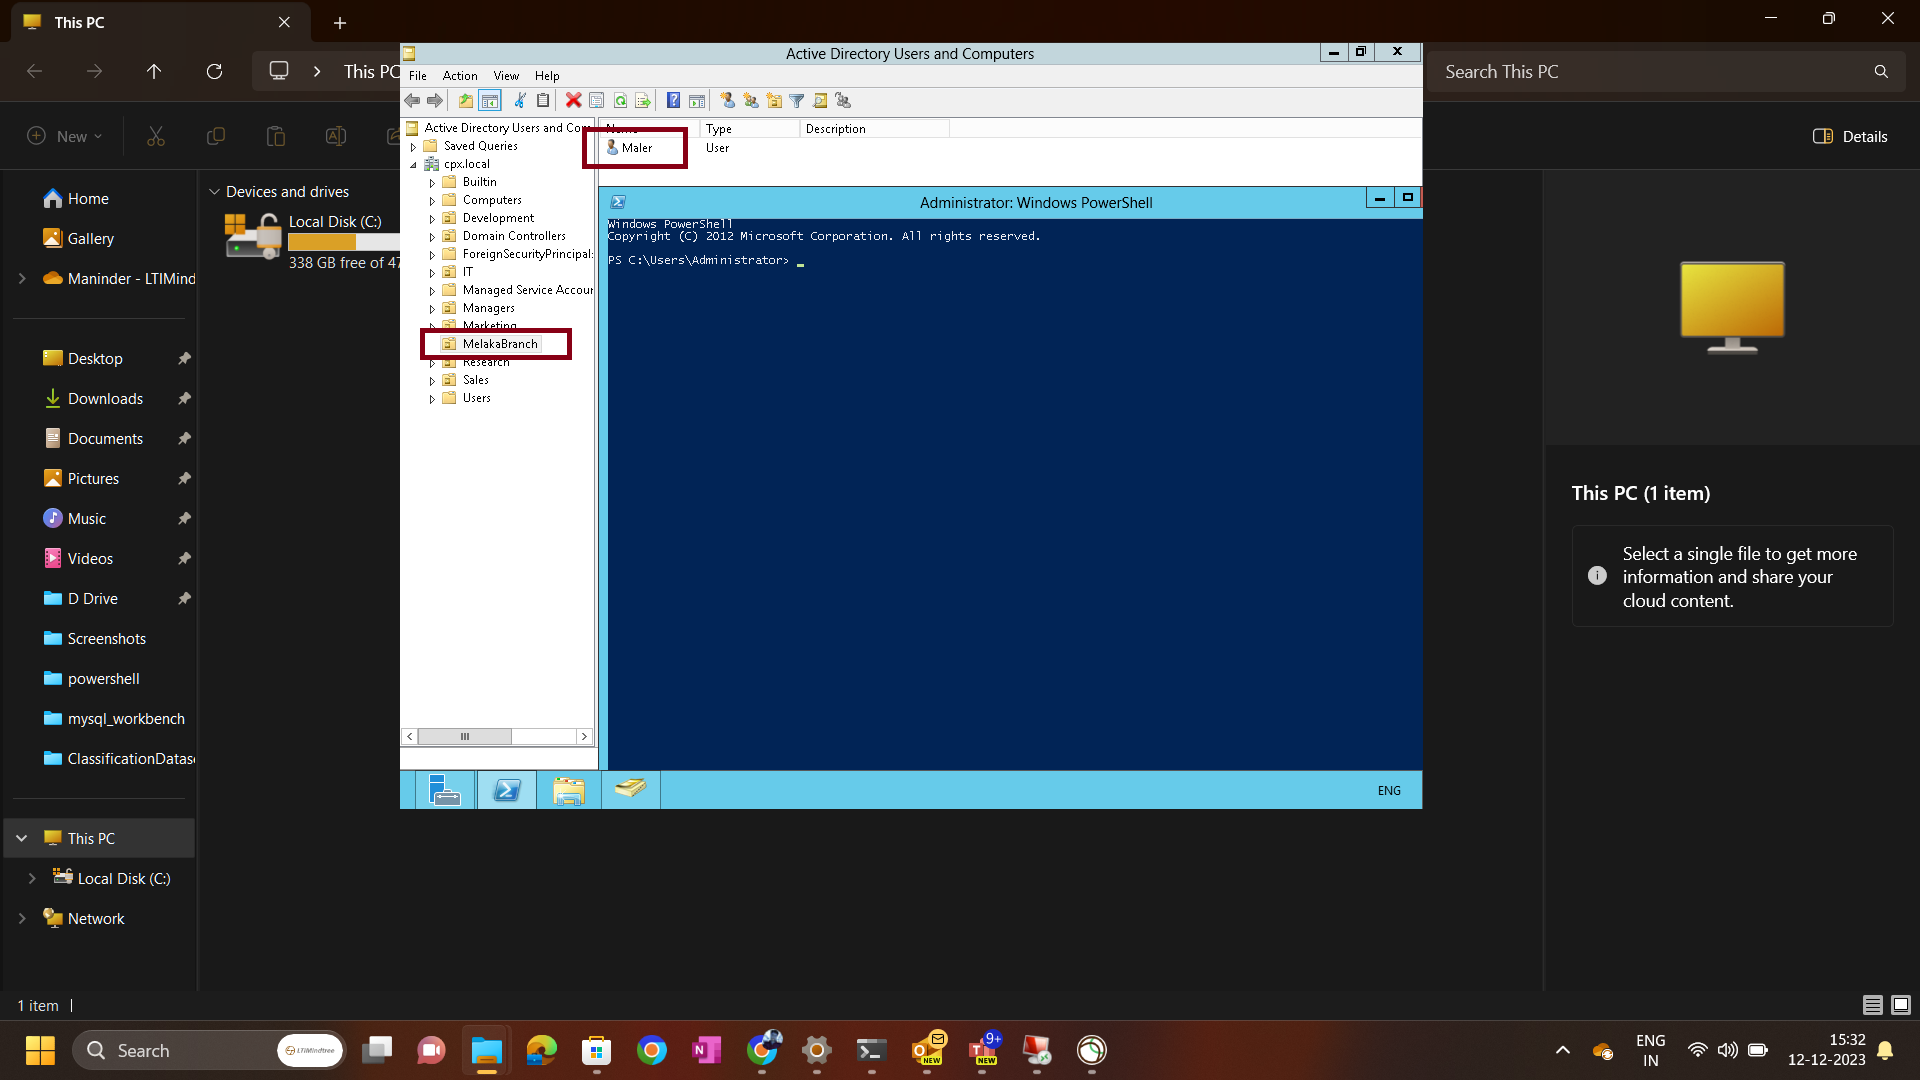 This PC
Active Directory Users and Computers
This PC
Search This PC
File Action View Help
New
Details
Active Directory Users and Com
Saved Queries
cpx.local
Builtin
Computers
Development
Domain Controllers
ForeignSecurityPrincipal:
IT
Managed Service Accour
Managers
Marketing
MelakaBranch
Research
Sales
Users
Name Type Description
Maler User
Administrator: Windows PowerShell
Windows PowerShell
Copyright (C) 2012 Microsoft Corporation. All rights reserved.
PS C:\Users\Administrator> _
ENG
Home
Gallery
Maninder - LTIMind
Desktop
Downloads
Documents
Pictures
Music
Videos
D Drive
Screenshots
powershell
mysql_workbench
ClassificationDatas
This PC
Local Disk (C:)
Network
Devices and drives
Local Disk (C:)
338 GB free of 47
This PC (1 item)
Select a single file to get more
information and share your
cloud content.
1 item
Search
LTIMindtree
NEW
9+
NEW
ENG
IN
15:32
12-12-2023